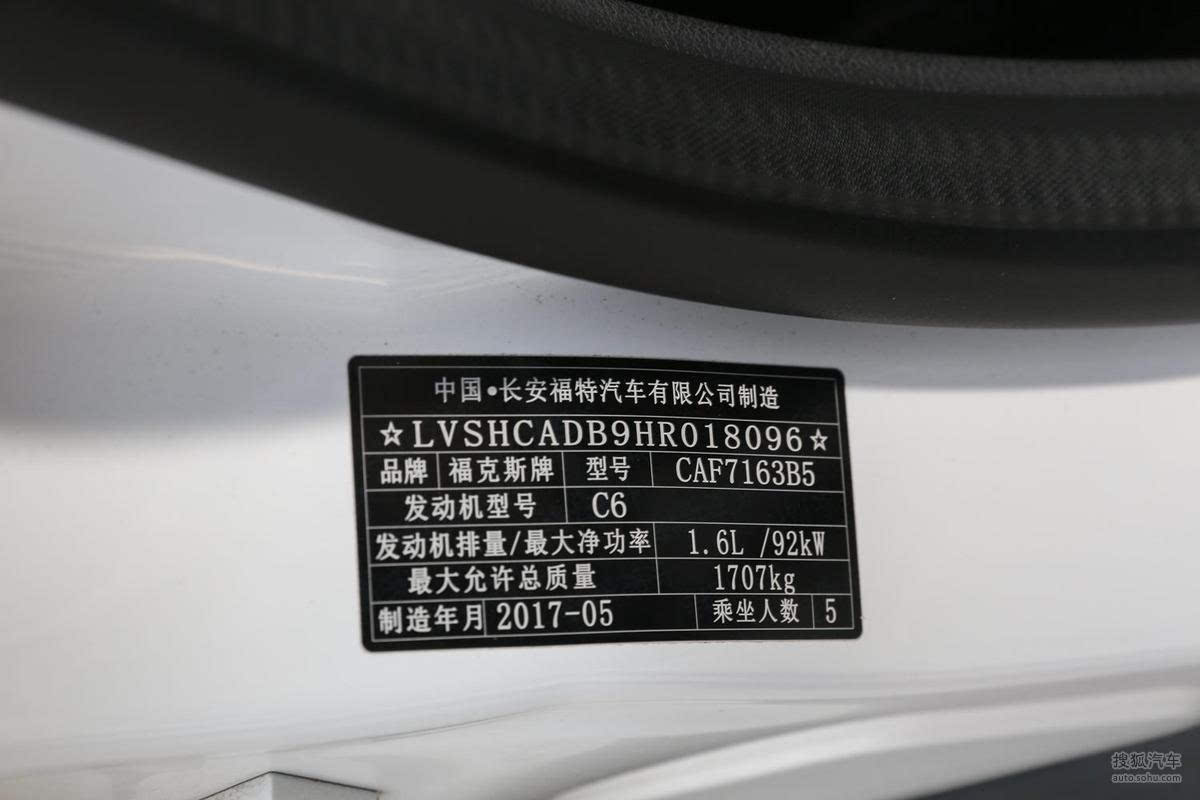 中国•长安福特汽车有限公司制造
☆LVSHCADB9HR018096☆
品牌 福克斯牌 型号 CAF7163B5
发动机型号 C6
发动机排量/最大净功率 1.6L /92kW
最大允许总质量 1707kg
制造年月 2017-05 乘坐人数 5
搜狐汽车
auto.sohu.com